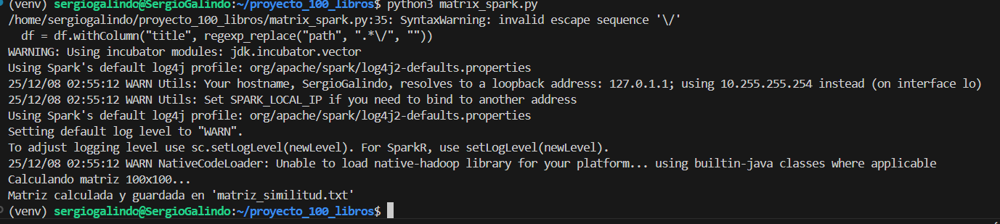 (venv) sergiogalindo@SergioGalindo:~/proyecto_100_libros$ python3 matrix_spark.py
/home/sergiogalindo/proyecto_100_libros/matrix_spark.py:35: SyntaxWarning: invalid escape sequence '\/'
  df = df.withColumn("title", regexp_replace("path", ".*\/", ""))
WARNING: Using incubator modules: jdk.incubator.vector
Using Spark's default log4j profile: org/apache/spark/log4j2-defaults.properties
25/12/08 02:55:12 WARN Utils: Your hostname, SergioGalindo, resolves to a loopback address: 127.0.1.1; using 10.255.255.254 instead (on interface lo)
25/12/08 02:55:12 WARN Utils: Set SPARK_LOCAL_IP if you need to bind to another address
Using Spark's default log4j profile: org/apache/spark/log4j2-defaults.properties
Setting default log level to "WARN".
To adjust logging level use sc.setLogLevel(newLevel). For SparkR, use setLogLevel(newLevel).
25/12/08 02:55:12 WARN NativeCodeLoader: Unable to load native-hadoop library for your platform... using builtin-java classes where applicable
Calculando matriz 100x100...
Matriz calculada y guardada en 'matriz_similitud.txt'
(venv) sergiogalindo@SergioGalindo:~/proyecto_100_libros$